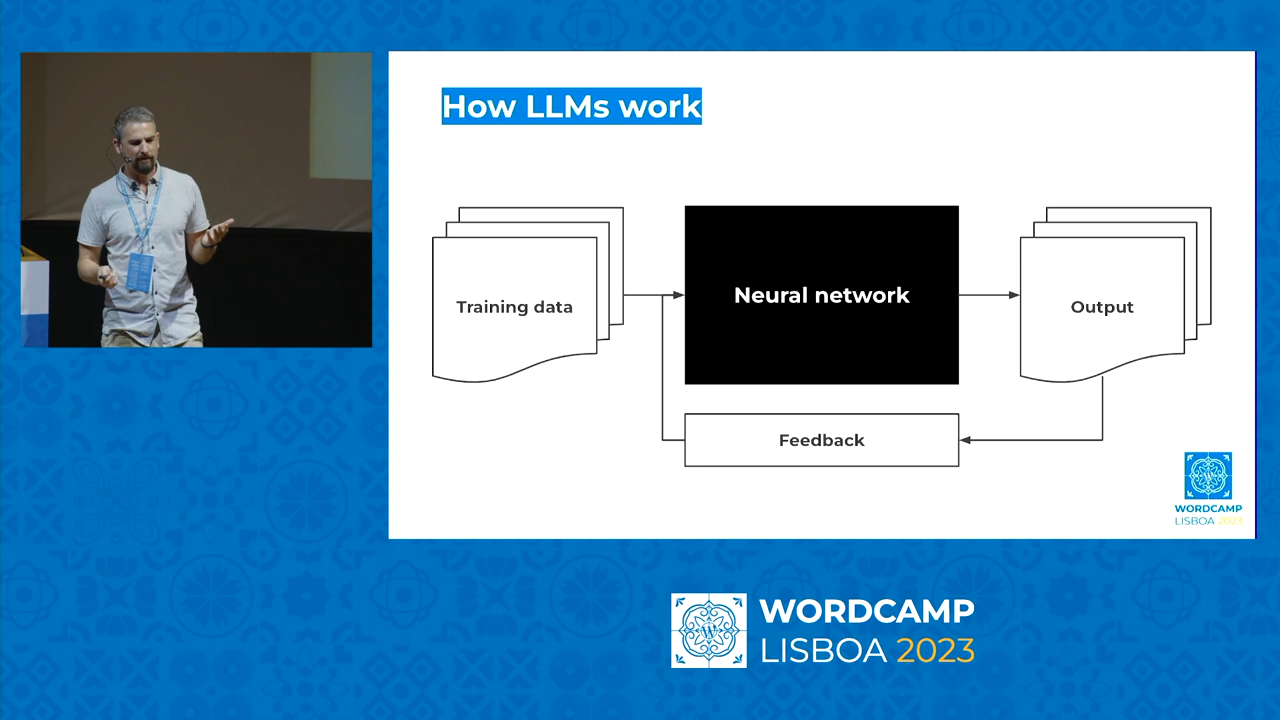 How LLMs work
Training data
Neural network
Output
Feedback
WORDCAMP
LISBOA 2023
WORDCAMP
LISBOA 2023